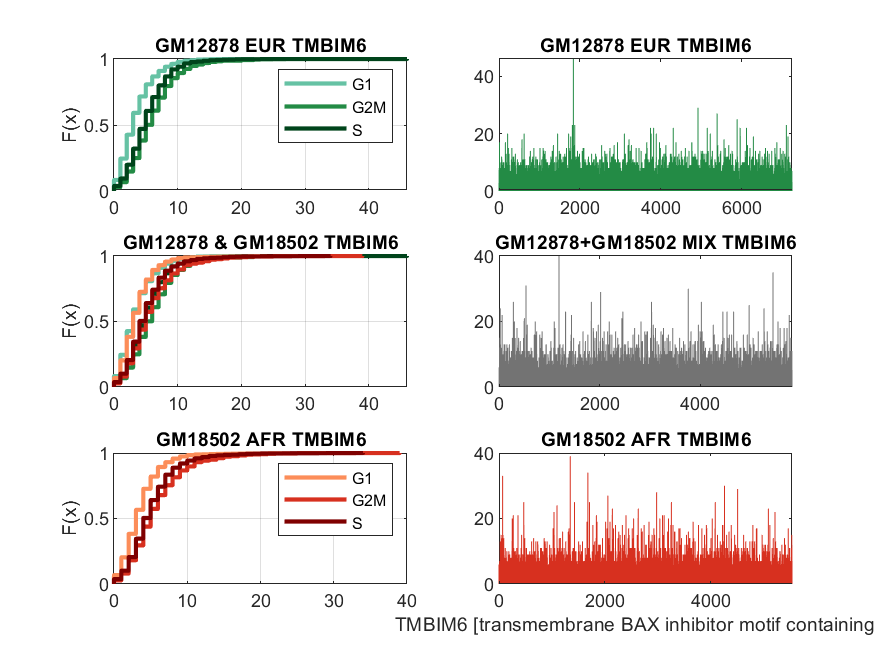 GM12878 EUR TMBIM6
1
0.5
0
F(x)
G1
G2M
S
0 10 20 30 40
GM12878 EUR TMBIM6
40
20
0
0 2000 4000 6000
GM12878 & GM18502 TMBIM6
1
0.5
0
F(x)
0 10 20 30 40
GM12878+GM18502 MIX TMBIM6
40
20
0
0 2000 4000
GM18502 AFR TMBIM6
1
0.5
0
F(x)
G1
G2M
S
0 10 20 30 40
GM18502 AFR TMBIM6
40
20
0
0 2000 4000
TMBIM6 [transmembrane BAX inhibitor motif containing